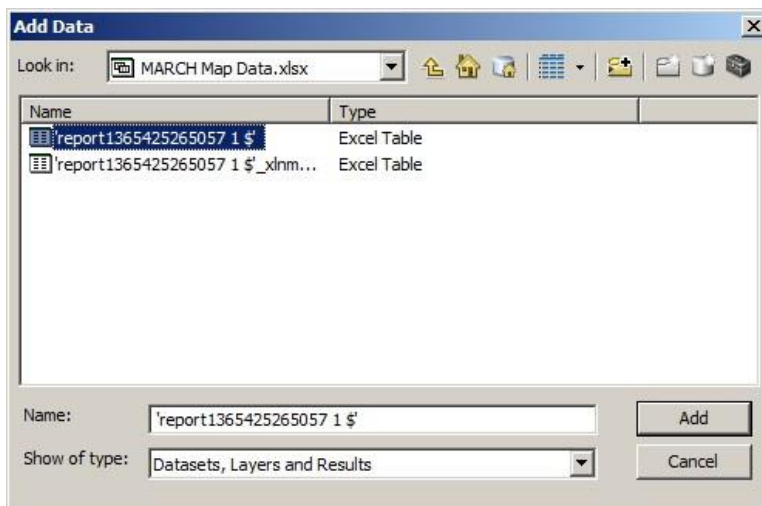 Add Data
Look in: MARCH Map Data.xlsx
Name Type
'report1365425265057 1 $' Excel Table
'report1365425265057 1 $'_xlnm... Excel Table
Name: 'report1365425265057 1 $' Add
Show of type: Datasets, Layers and Results Cancel